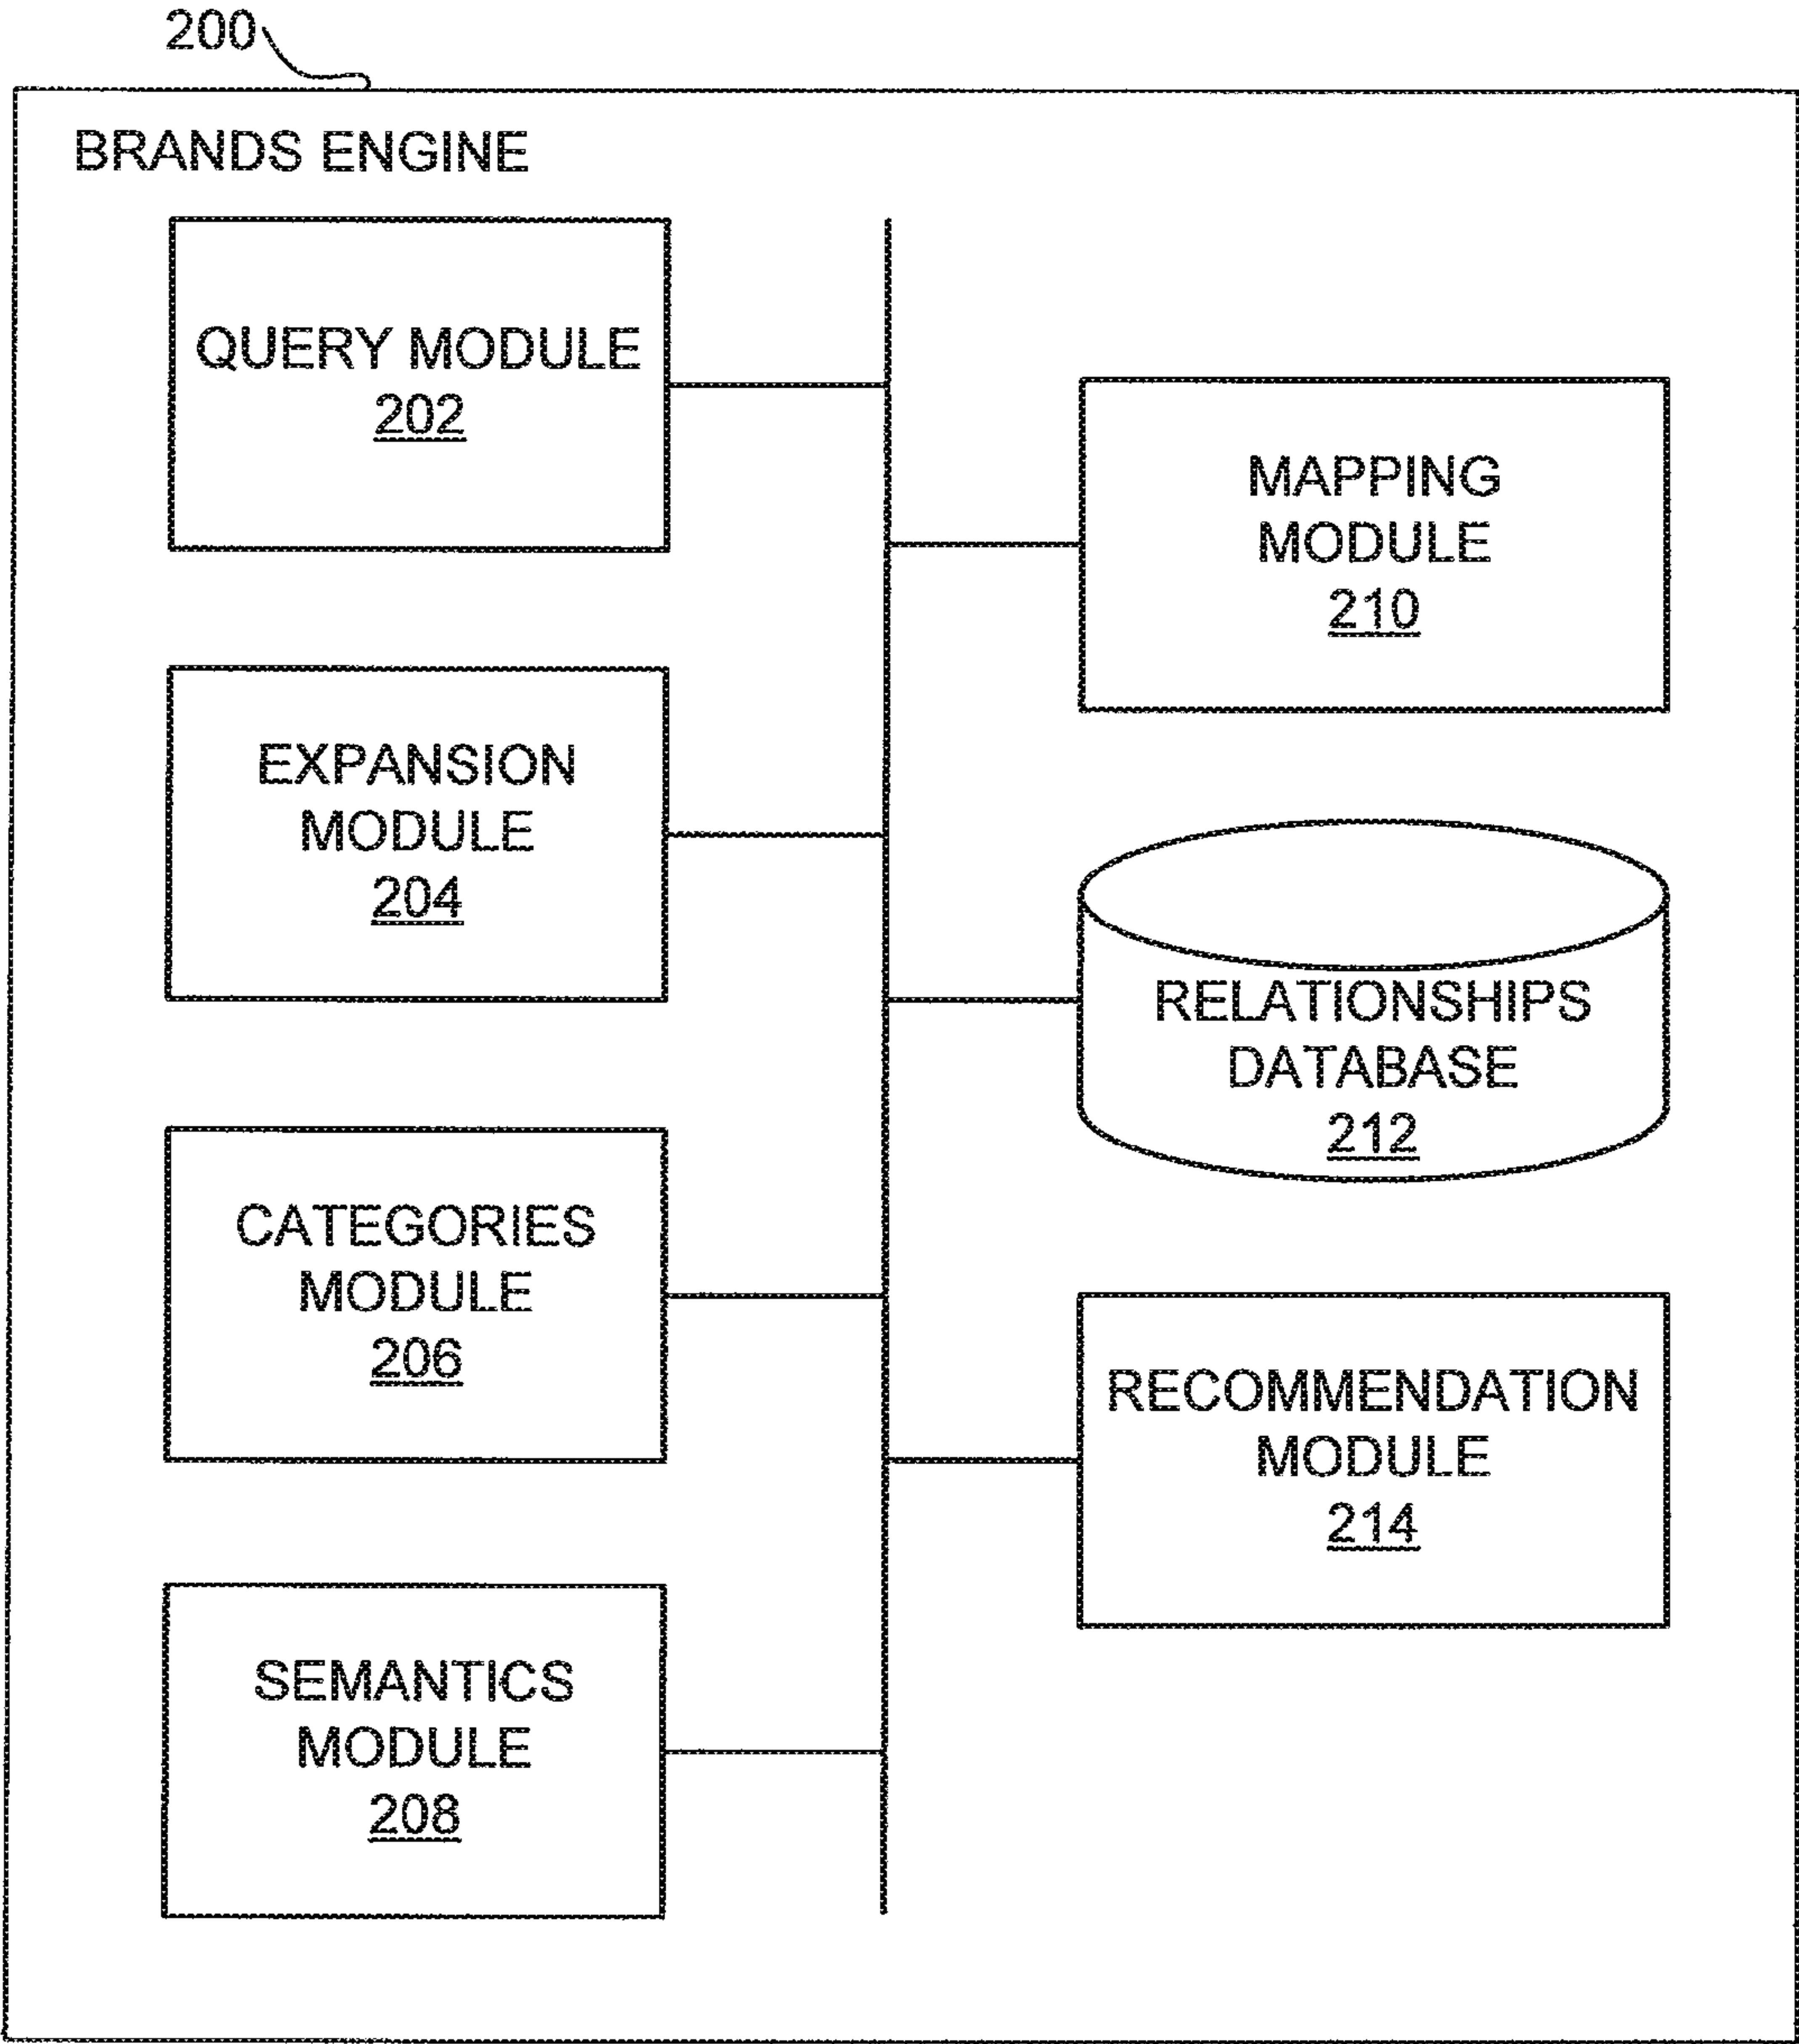 200
BRANDS ENGINE
QUERY MODULE
202
EXPANSION
MODULE
204
CATEGORIES
MODULE
206
SEMANTICS
MODULE
208
MAPPING
MODULE
210
RELATIONSHIPS
DATABASE
212
RECOMMENDATION
MODULE
214